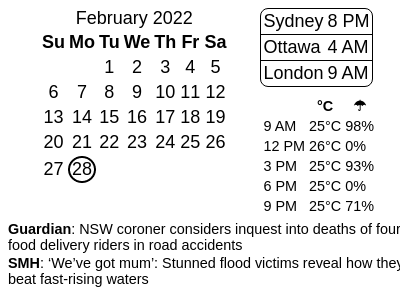 February 2022
Su Mo Tu We Th Fr Sa
1 2 3 4 5
6 7 8 9 10 11 12
13 14 15 16 17 18 19
20 21 22 23 24 25 26
27 28
Sydney 8 PM
Ottawa 4 AM
London 9 AM
°C ☂
9 AM 25°C 98%
12 PM 26°C 0%
3 PM 25°C 93%
6 PM 25°C 0%
9 PM 25°C 71%
Guardian: NSW coroner considers inquest into deaths of four
food delivery riders in road accidents
SMH: ‘We’ve got mum’: Stunned flood victims reveal how they
beat fast-rising waters